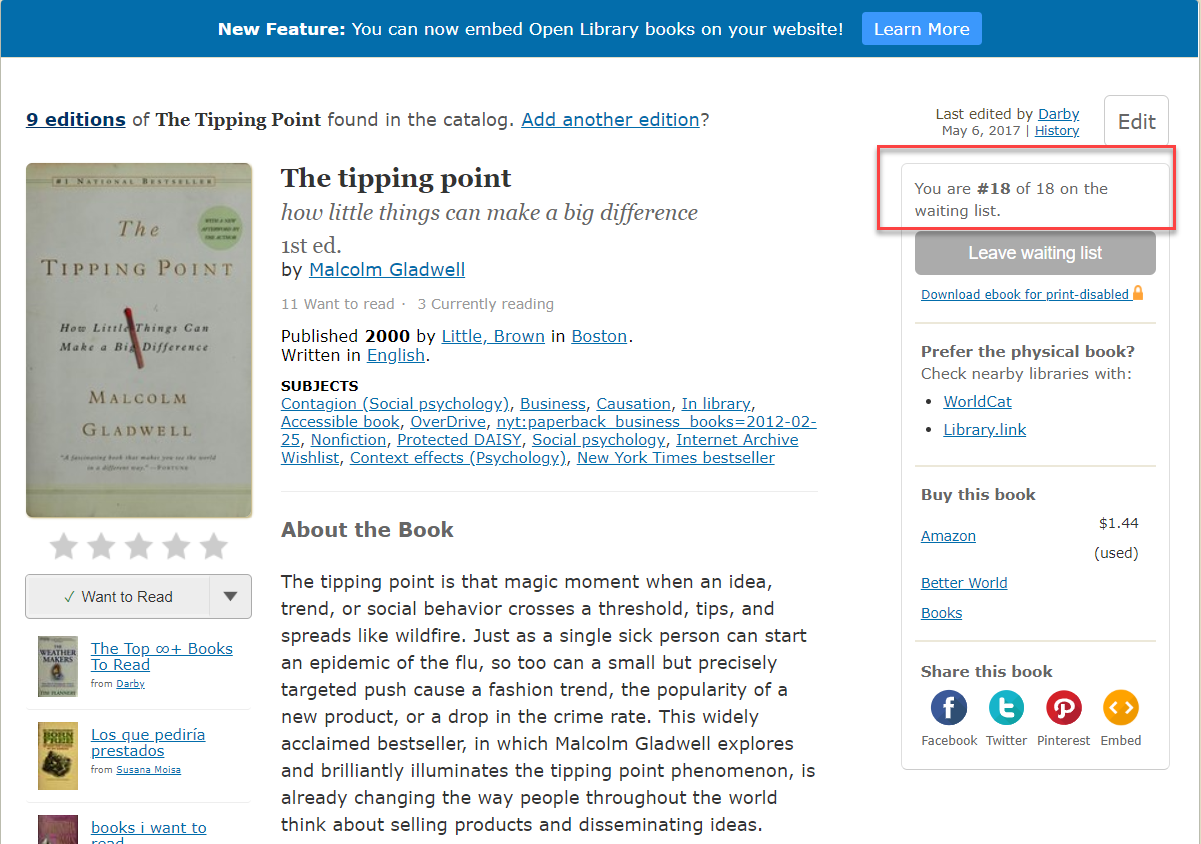 New Feature: You can now embed Open Library books on your website! Learn More
9 editions of The Tipping Point found in the catalog. Add another edition?
Last edited by Darby
May 6, 2017 | History
Edit
#1 NATIONAL BESTSELLER
The
TIPPING POINT
WITH A NEW
AFTERWORD BY
THE AUTHOR
How Little Things Can
Make a Big Difference
MALCOLM
GLADWELL
"A fascinating book that makes you see the world
in a different way." —FORTUNE
✓ Want to Read
The Top ∞+ Books
To Read
from Darby
THE
WEATHER
MAKERS
TIM FLANNERY
Los que pediría
prestados
from Susana Moisa
BORN
FREE
books i want to
read
The tipping point
how little things can make a big difference
1st ed.
by Malcolm Gladwell
11 Want to read · 3 Currently reading
Published 2000 by Little, Brown in Boston.
Written in English.
SUBJECTS
Contagion (Social psychology), Business, Causation, In library,
Accessible book, OverDrive, nyt:paperback_business_books=2012-02-
25, Nonfiction, Protected DAISY, Social psychology, Internet Archive
Wishlist, Context effects (Psychology), New York Times bestseller
About the Book
The tipping point is that magic moment when an idea,
trend, or social behavior crosses a threshold, tips, and
spreads like wildfire. Just as a single sick person can start
an epidemic of the flu, so too can a small but precisely
targeted push cause a fashion trend, the popularity of a
new product, or a drop in the crime rate. This widely
acclaimed bestseller, in which Malcolm Gladwell explores
and brilliantly illuminates the tipping point phenomenon, is
already changing the way people throughout the world
think about selling products and disseminating ideas.
You are #18 of 18 on the
waiting list.
Leave waiting list
Download ebook for print-disabled
Prefer the physical book?
Check nearby libraries with:
• WorldCat
• Library.link
Buy this book
Amazon
$1.44
(used)
Better World
Books
Share this book
Facebook Twitter Pinterest Embed